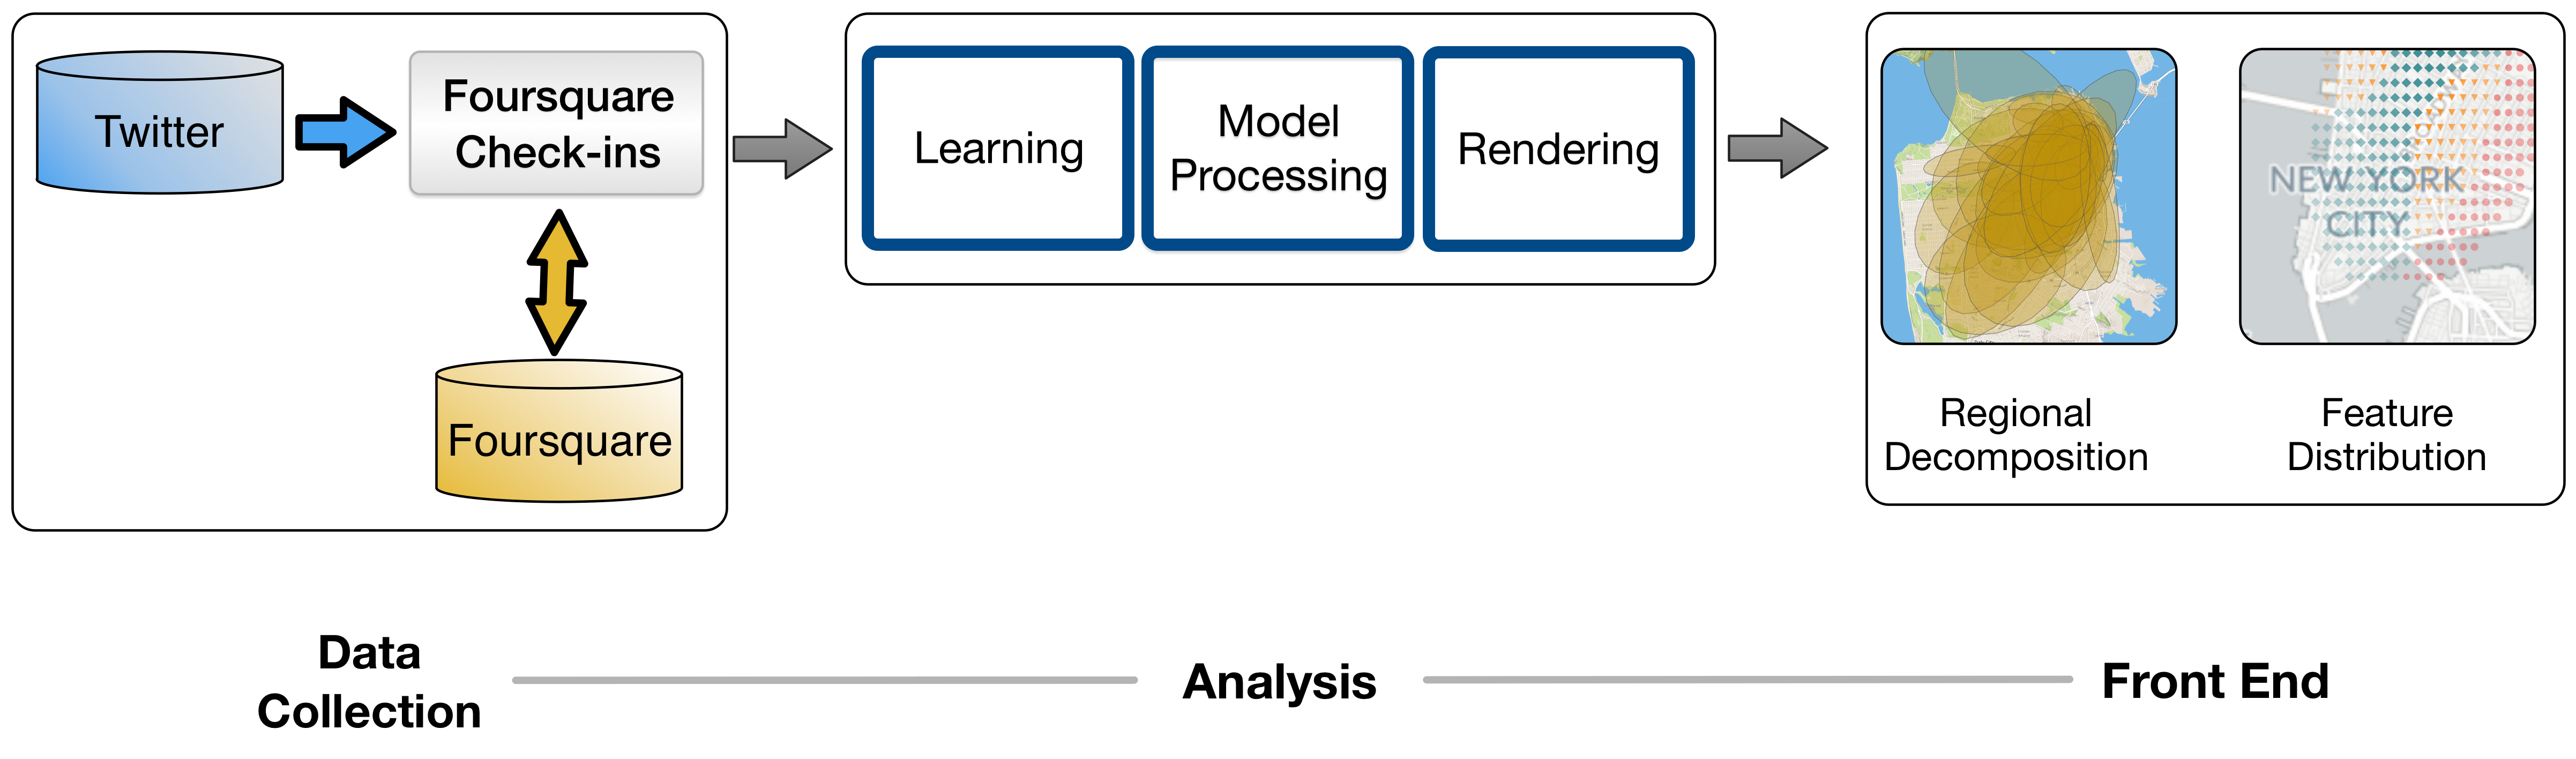 Twitter
Foursquare
Check-ins
Foursquare
Learning
Model
Processing
Rendering
NEW YORK
CITY
Regional
Decomposition
Feature
Distribution
Data
Collection
Analysis
Front End